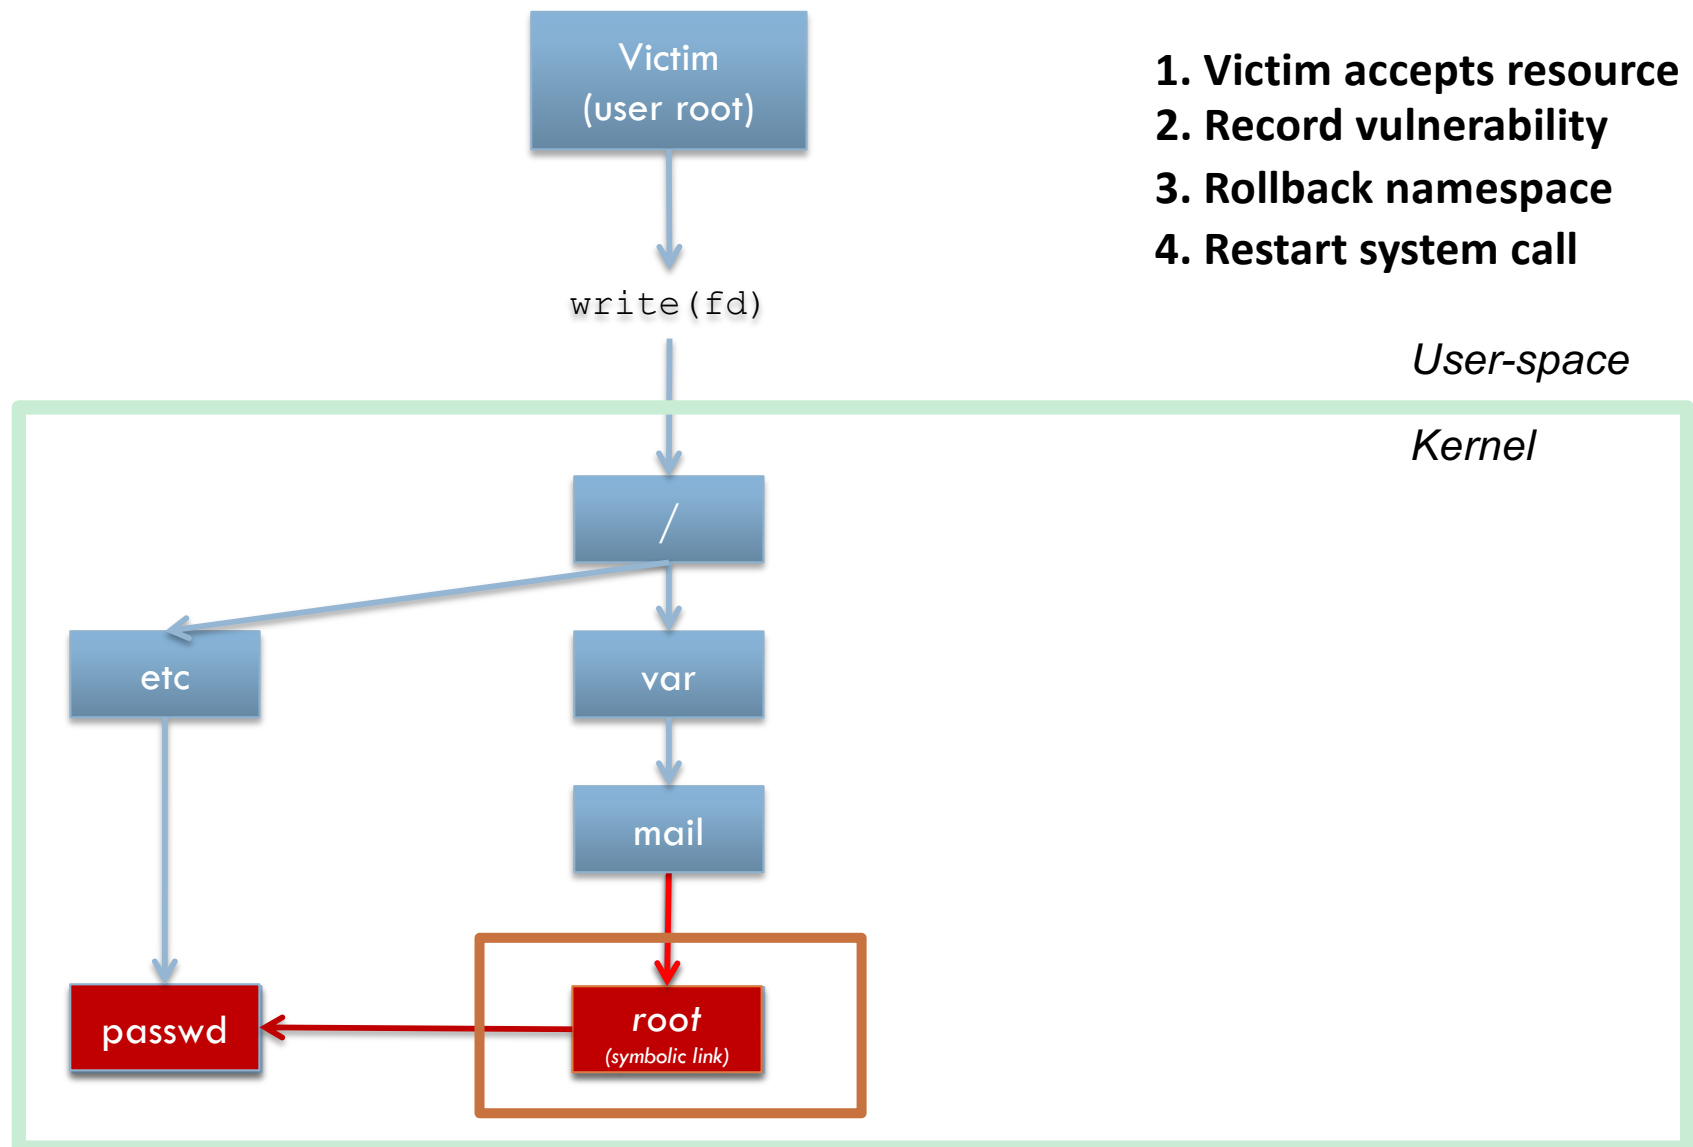 Victim
(user root)
1. Victim accepts resource
2. Record vulnerability
3. Rollback namespace
4. Restart system call
write(fd)
User-space
Kernel
/
etc
var
mail
passwd
root
(symbolic link)